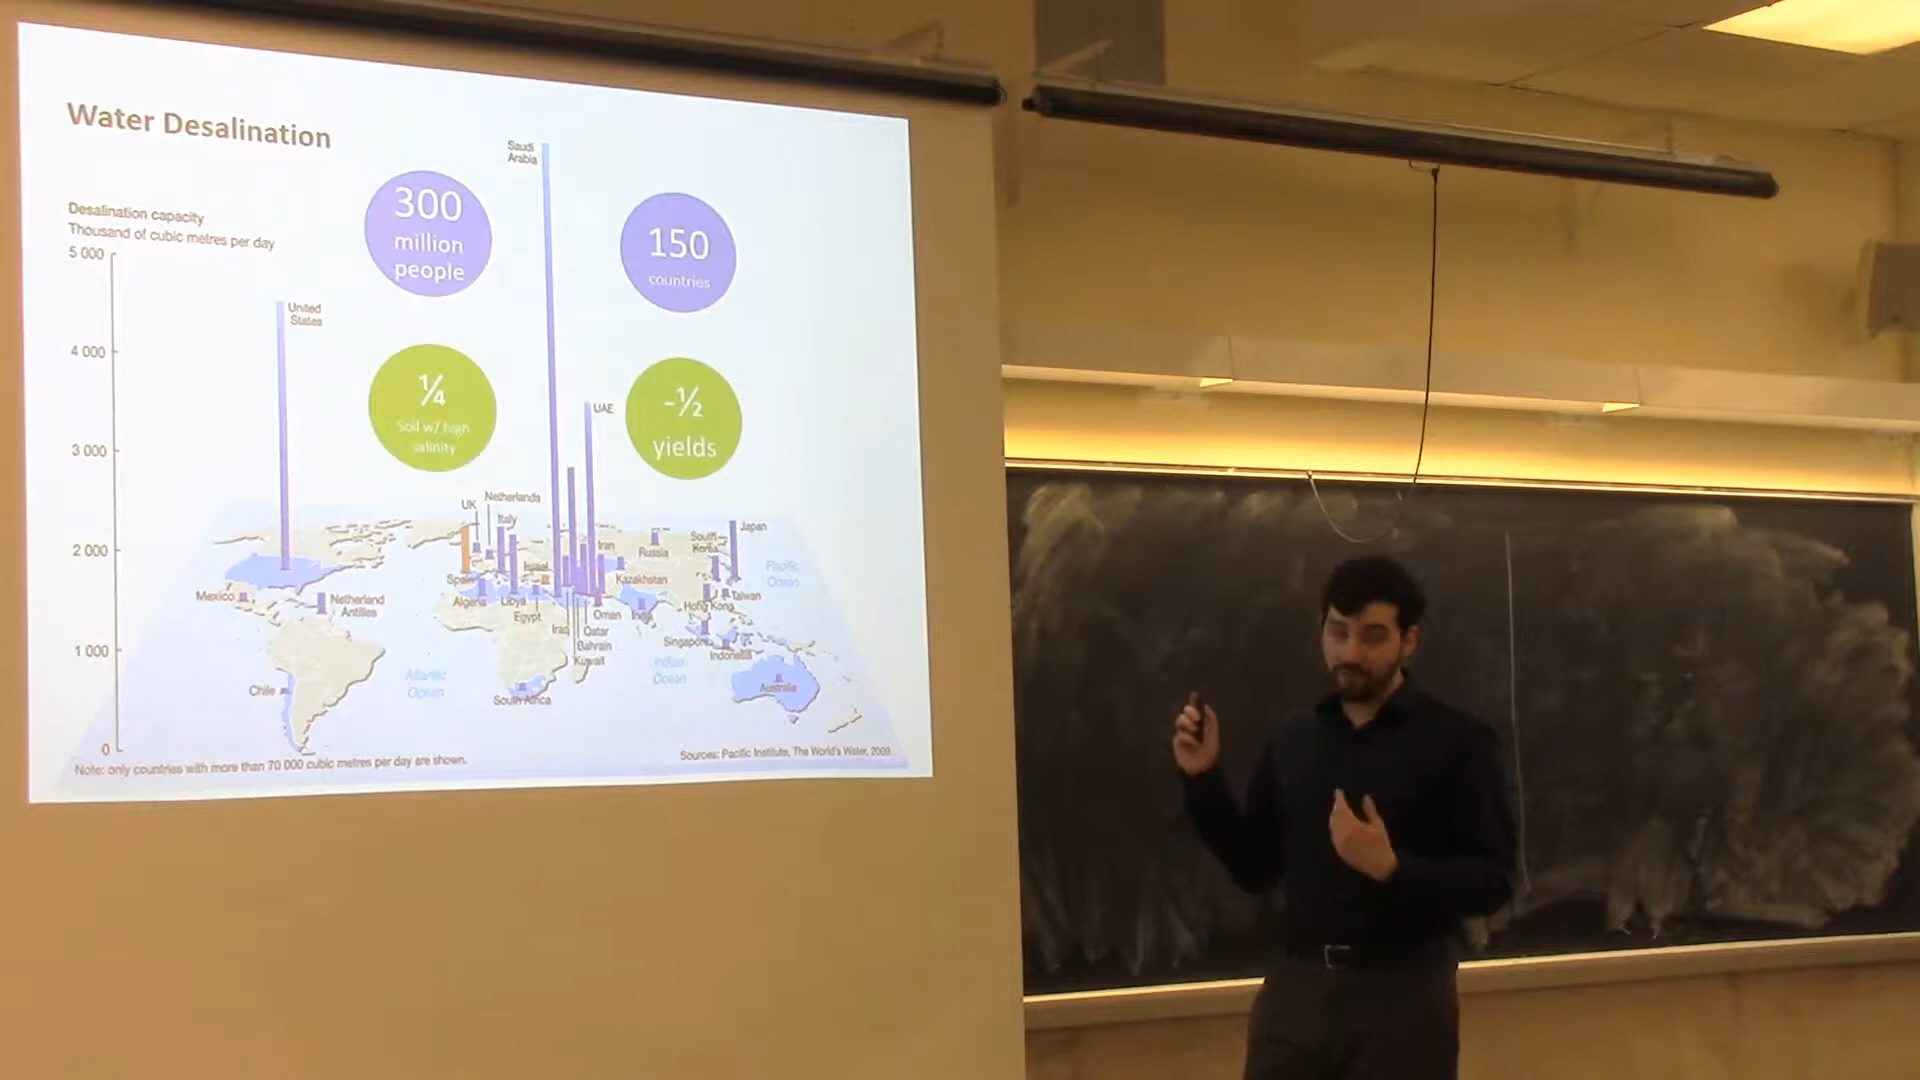 Water Desalination
Desalination capacity
Thousand of cubic metres per day
5 000
4 000
3 000
2 000
1 000
0
300
million
people
150
countries
¼
Soil w/ high
salinity
-½
yields
Saudi
Arabia
United
States
UAE
UK
Netherlands
Italy
Spain
Israel
Iran
Russia
South
Korea
Japan
Pacific
Ocean
Kazakhstan
Mexico
Netherland
Antilles
Algeria
Libya
Egypt
Iraq
Oman
Qatar
Bahrain
Kuwait
India
Hong Kong
Taiwan
Singapore
Indonesia
Atlantic
Ocean
Indian
Ocean
Chile
South Africa
Australia
Note: only countries with more than 70 000 cubic metres per day are shown.
Sources: Pacific Institute, The World's Water, 2009.